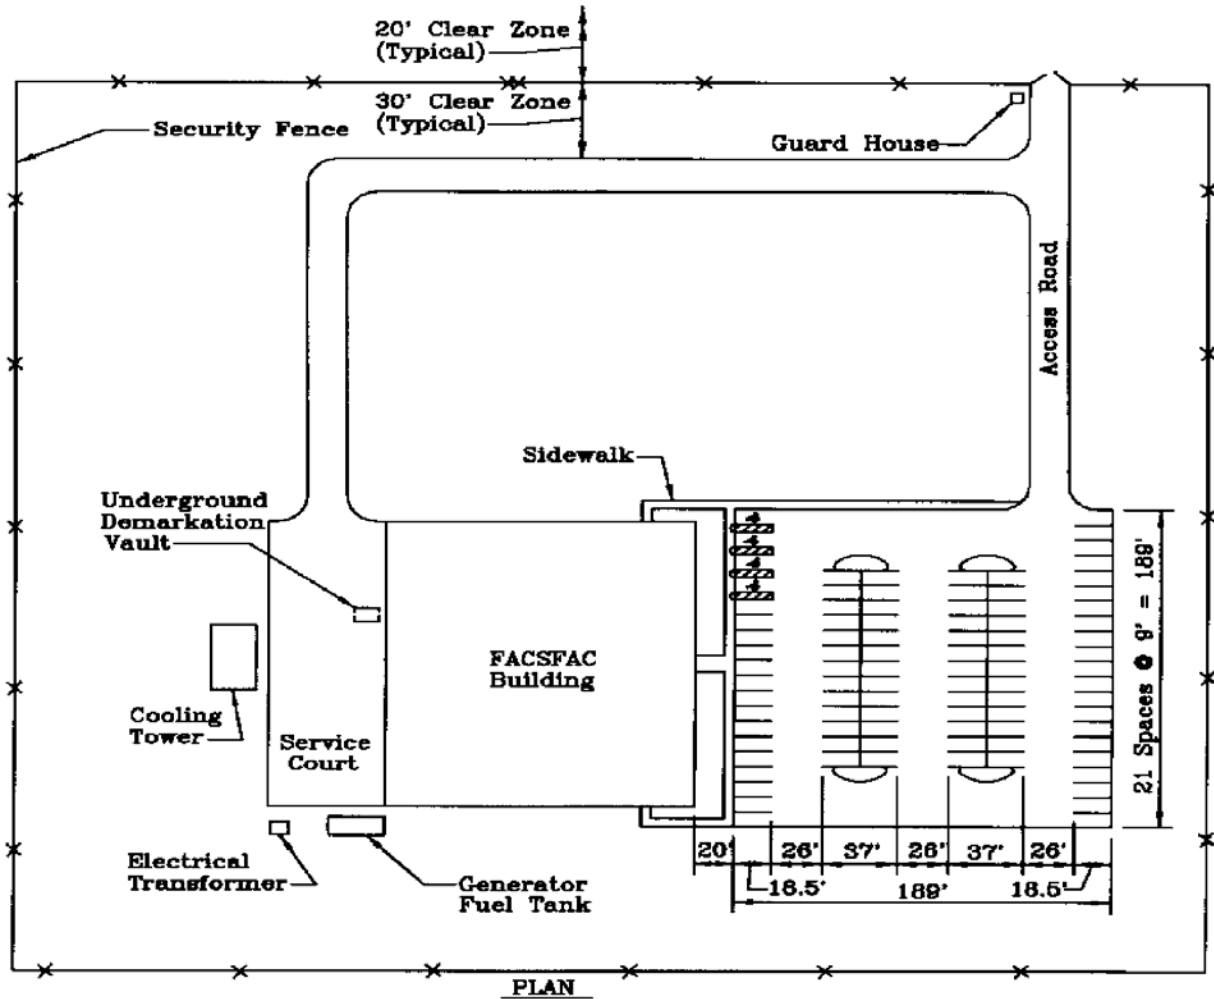 20' Clear Zone
(Typical)
30' Clear Zone
(Typical)
Security Fence
Guard House
Access Road
Sidewalk
Underground
Demarkation
Vault
21 Spaces @ 9' = 189'
FACSFAC
Building
Cooling
Tower
Service
Court
20' 26' 37' 26' 37' 26'
18.5' 189' 18.5'
Electrical
Transformer
Generator
Fuel Tank
PLAN